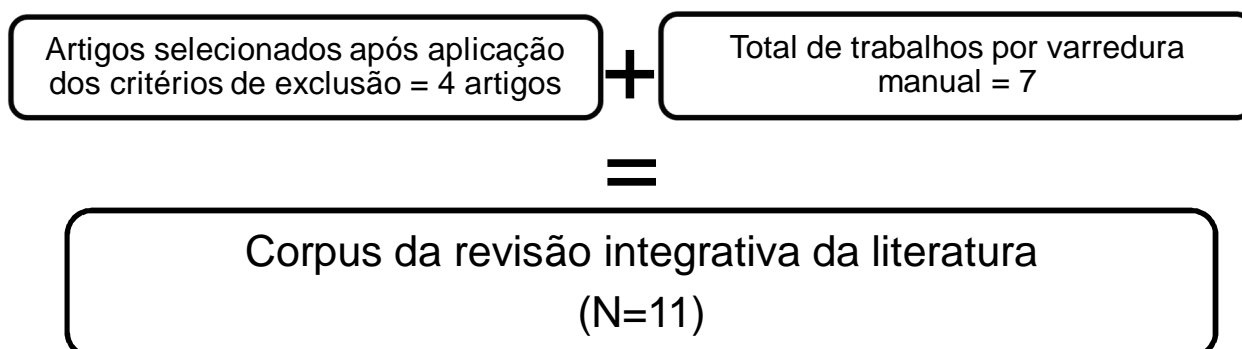 Artigos selecionados após aplicação
dos critérios de exclusão = 4 artigos
+
Total de trabalhos por varredura
manual = 7
=
Corpus da revisão integrativa da literatura
(N=11)